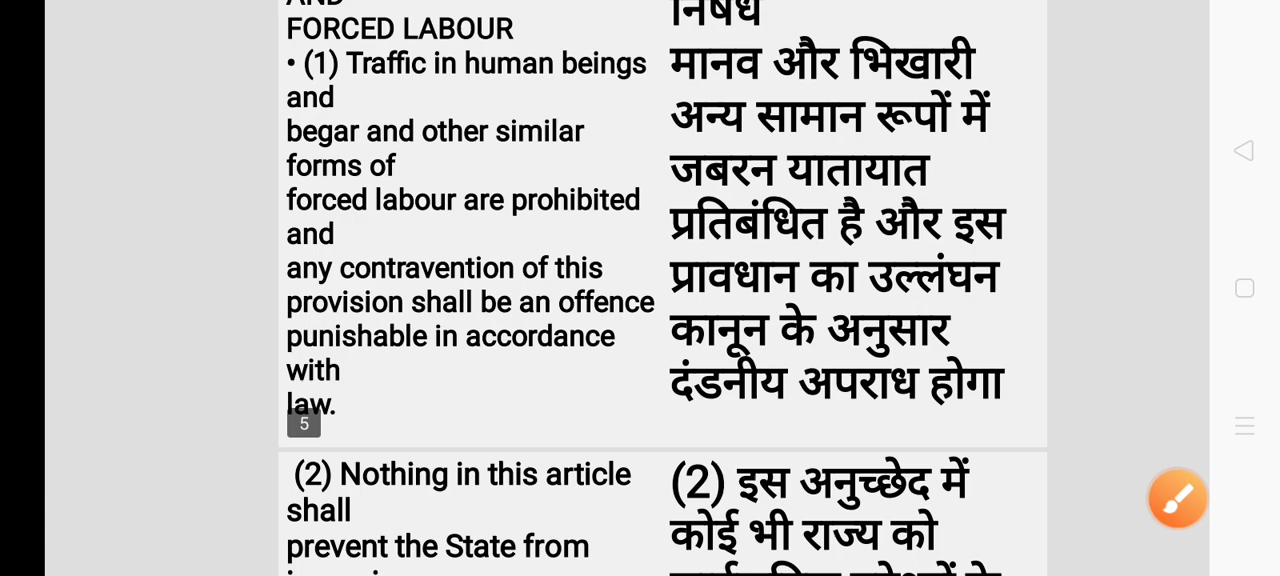 AND
FORCED LABOUR
• (1) Traffic in human beings
and
begar and other similar
forms of
forced labour are prohibited
and
any contravention of this
provision shall be an offence
punishable in accordance
with
law.
5
निषेध
मानव और भिखारी
अन्य सामान रूपों में
जबरन यातायात
प्रतिबंधित है और इस
प्रावधान का उल्लंघन
कानून के अनुसार
दंडनीय अपराध होगा
(2) Nothing in this article
shall
prevent the State from
(2) इस अनुच्छेद में
कोई भी राज्य को